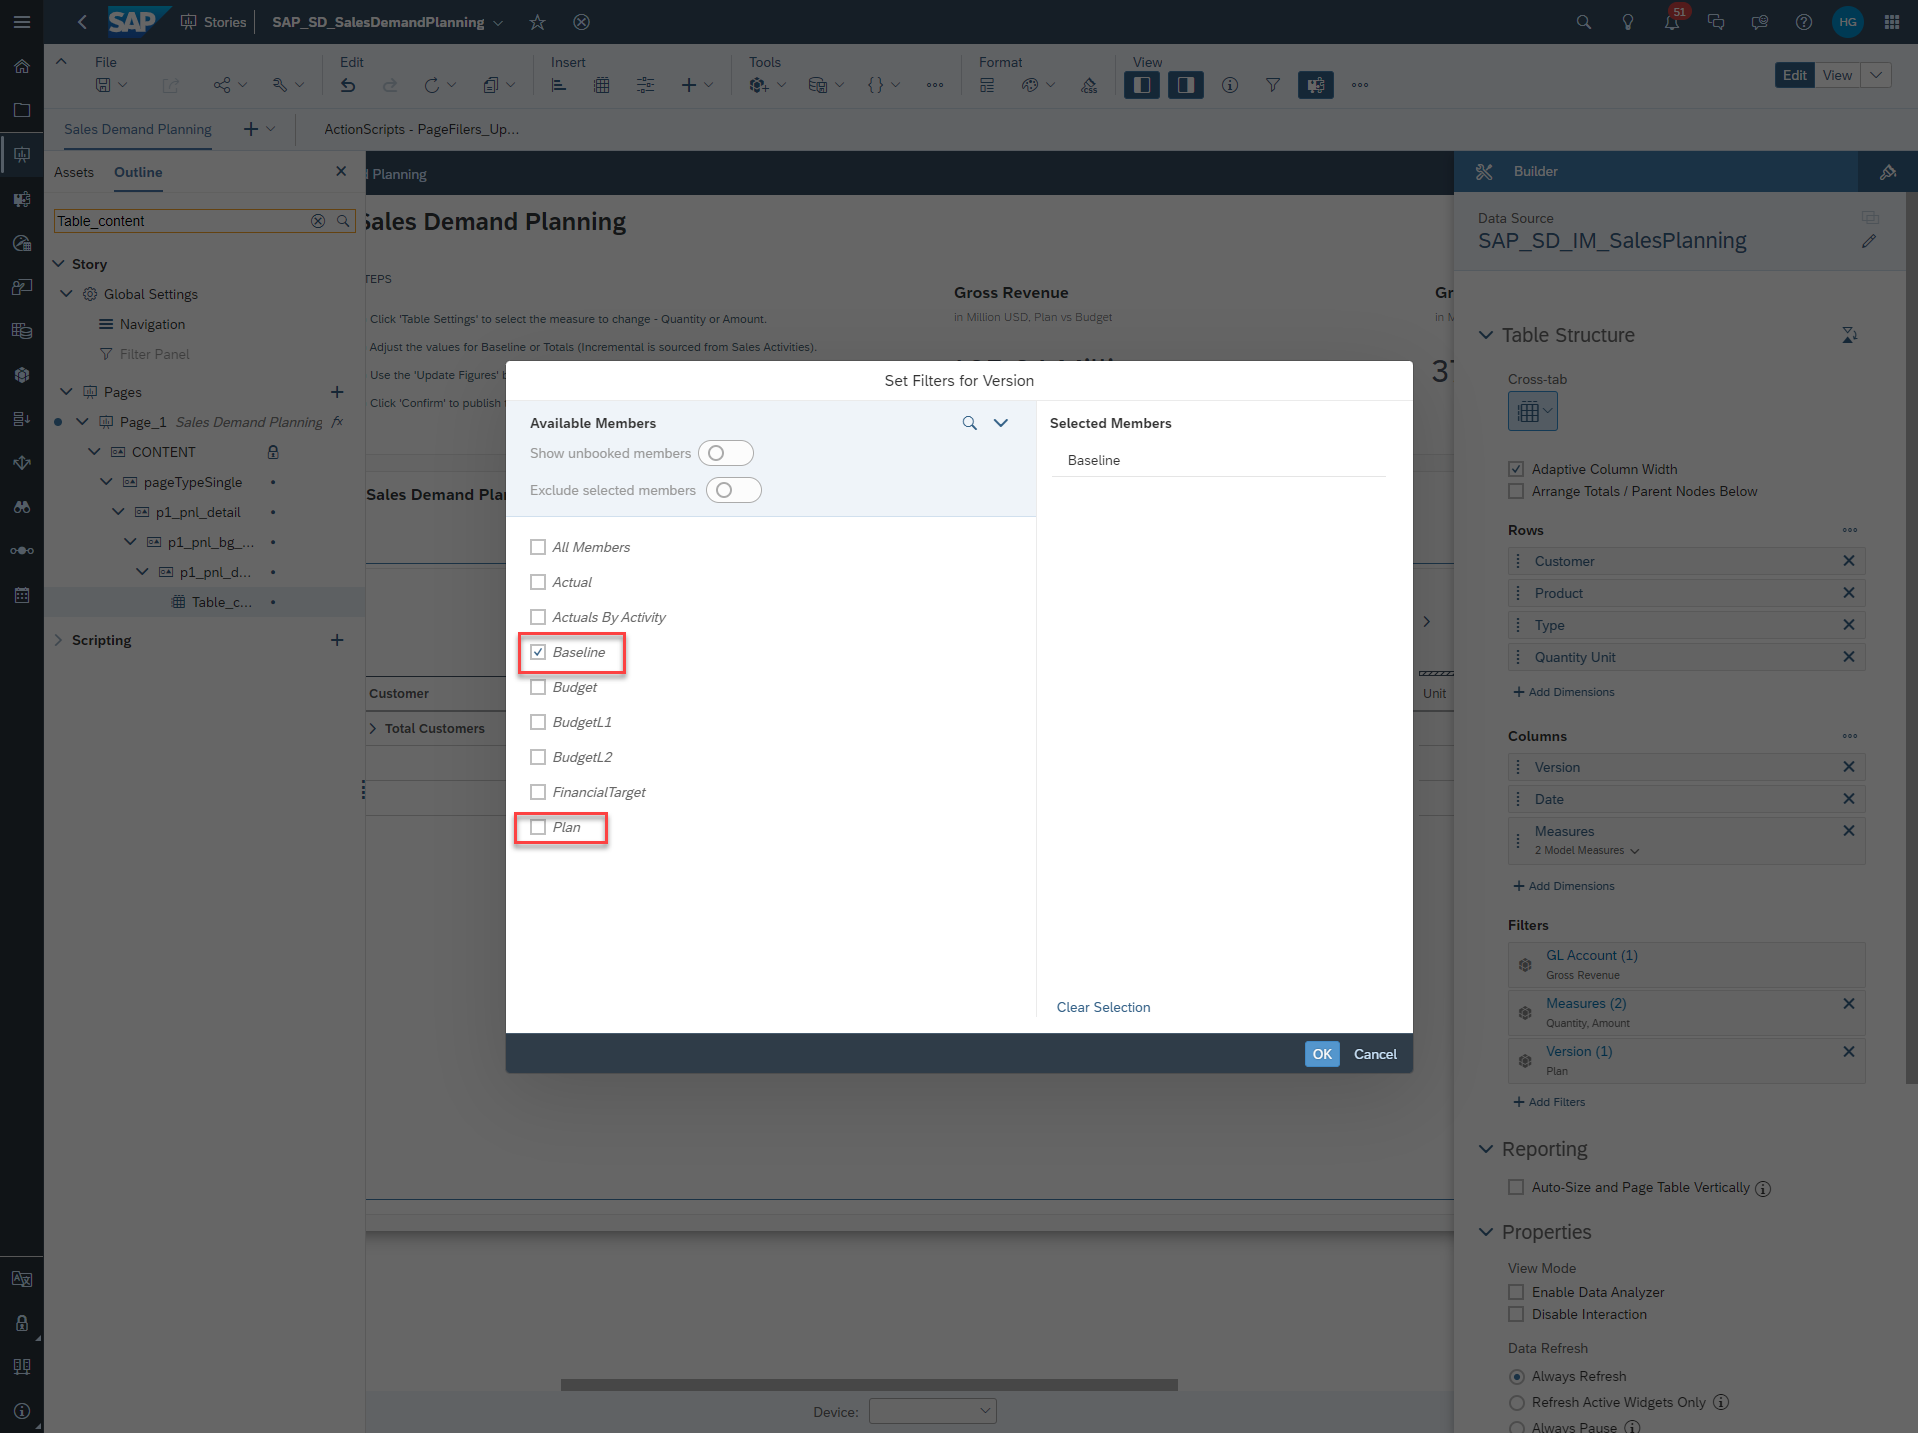 SAP Stories SAP_SD_SalesDemandPlanning 51 HG
File Edit Insert Tools Format View
CSS
Edit View
Sales Demand Planning ActionScripts - PageFilers_Up...
Assets Outline
Table_content
Story
Global Settings
Navigation
Filter Panel
Pages
Page_1 Sales Demand Planning fx
CONTENT
pageTypeSingle
p1_pnl_detail
p1_pnl_bg_...
p1_pnl_d...
Table_c...
Scripting
d Planning
Sales Demand Planning
TEPS
Click 'Table Settings' to select the measure to change - Quantity or Amount.
Adjust the values for Baseline or Totals (Incremental is sourced from Sales Activities).
Use the 'Update Figures' b
Click 'Confirm' to publish
Gross Revenue
in Million USD, Plan vs Budget
Gr
in M
37
Sales Demand Pla
Customer
Total Customers
Unit
Set Filters for Version
Available Members
Show unbooked members
Exclude selected members
All Members
Actual
Actuals By Activity
Baseline
Budget
BudgetL1
BudgetL2
FinancialTarget
Plan
Selected Members
Baseline
Clear Selection
OK Cancel
Device:
Builder
Data Source
SAP_SD_IM_SalesPlanning
Table Structure
Cross-tab
Adaptive Column Width
Arrange Totals / Parent Nodes Below
Rows
Customer
Product
Type
Quantity Unit
+ Add Dimensions
Columns
Version
Date
Measures
2 Model Measures
+ Add Dimensions
Filters
GL Account (1)
Gross Revenue
Measures (2)
Quantity, Amount
Version (1)
Plan
+ Add Filters
Reporting
Auto-Size and Page Table Vertically
Properties
View Mode
Enable Data Analyzer
Disable Interaction
Data Refresh
Always Refresh
Refresh Active Widgets Only
Always Pause